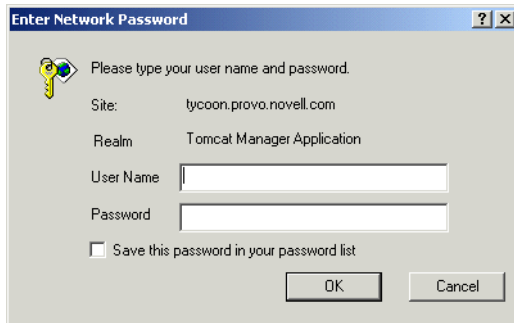 Enter Network Password
Please type your user name and password.
Site: tycoon.provo.novell.com
Realm Tomcat Manager Application
User Name
Password
Save this password in your password list
OK Cancel